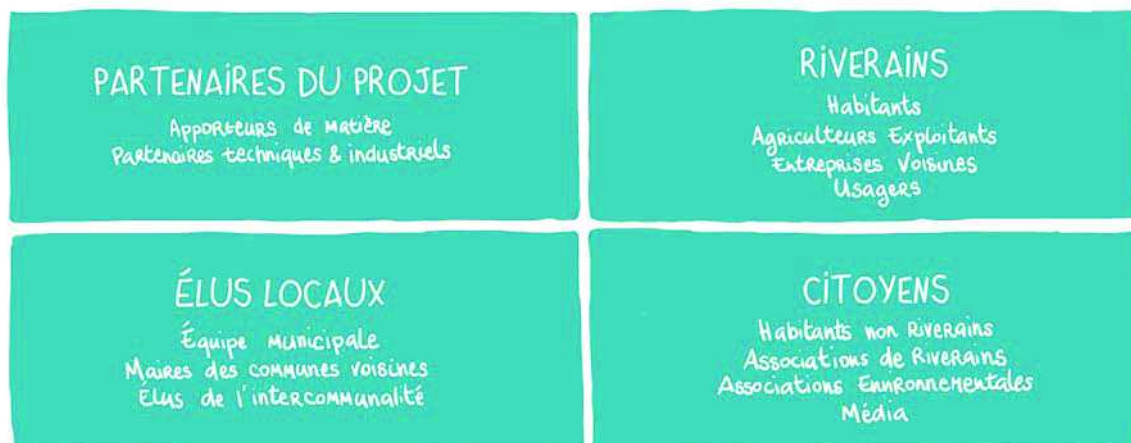 PARTENAIRES DU PROJET
Apporteurs de matière
Partenaires techniques & industriels
RIVERAINS
Habitants
Agriculteurs Exploitants
Entreprises Voisines
Usagers
ÉLUS LOCAUX
Équipe municipale
Maires des communes voisines
Élus de l'intercommunalité
CITOYENS
Habitants non Riverains
Associations de Riverains
Associations Environnementales
Média